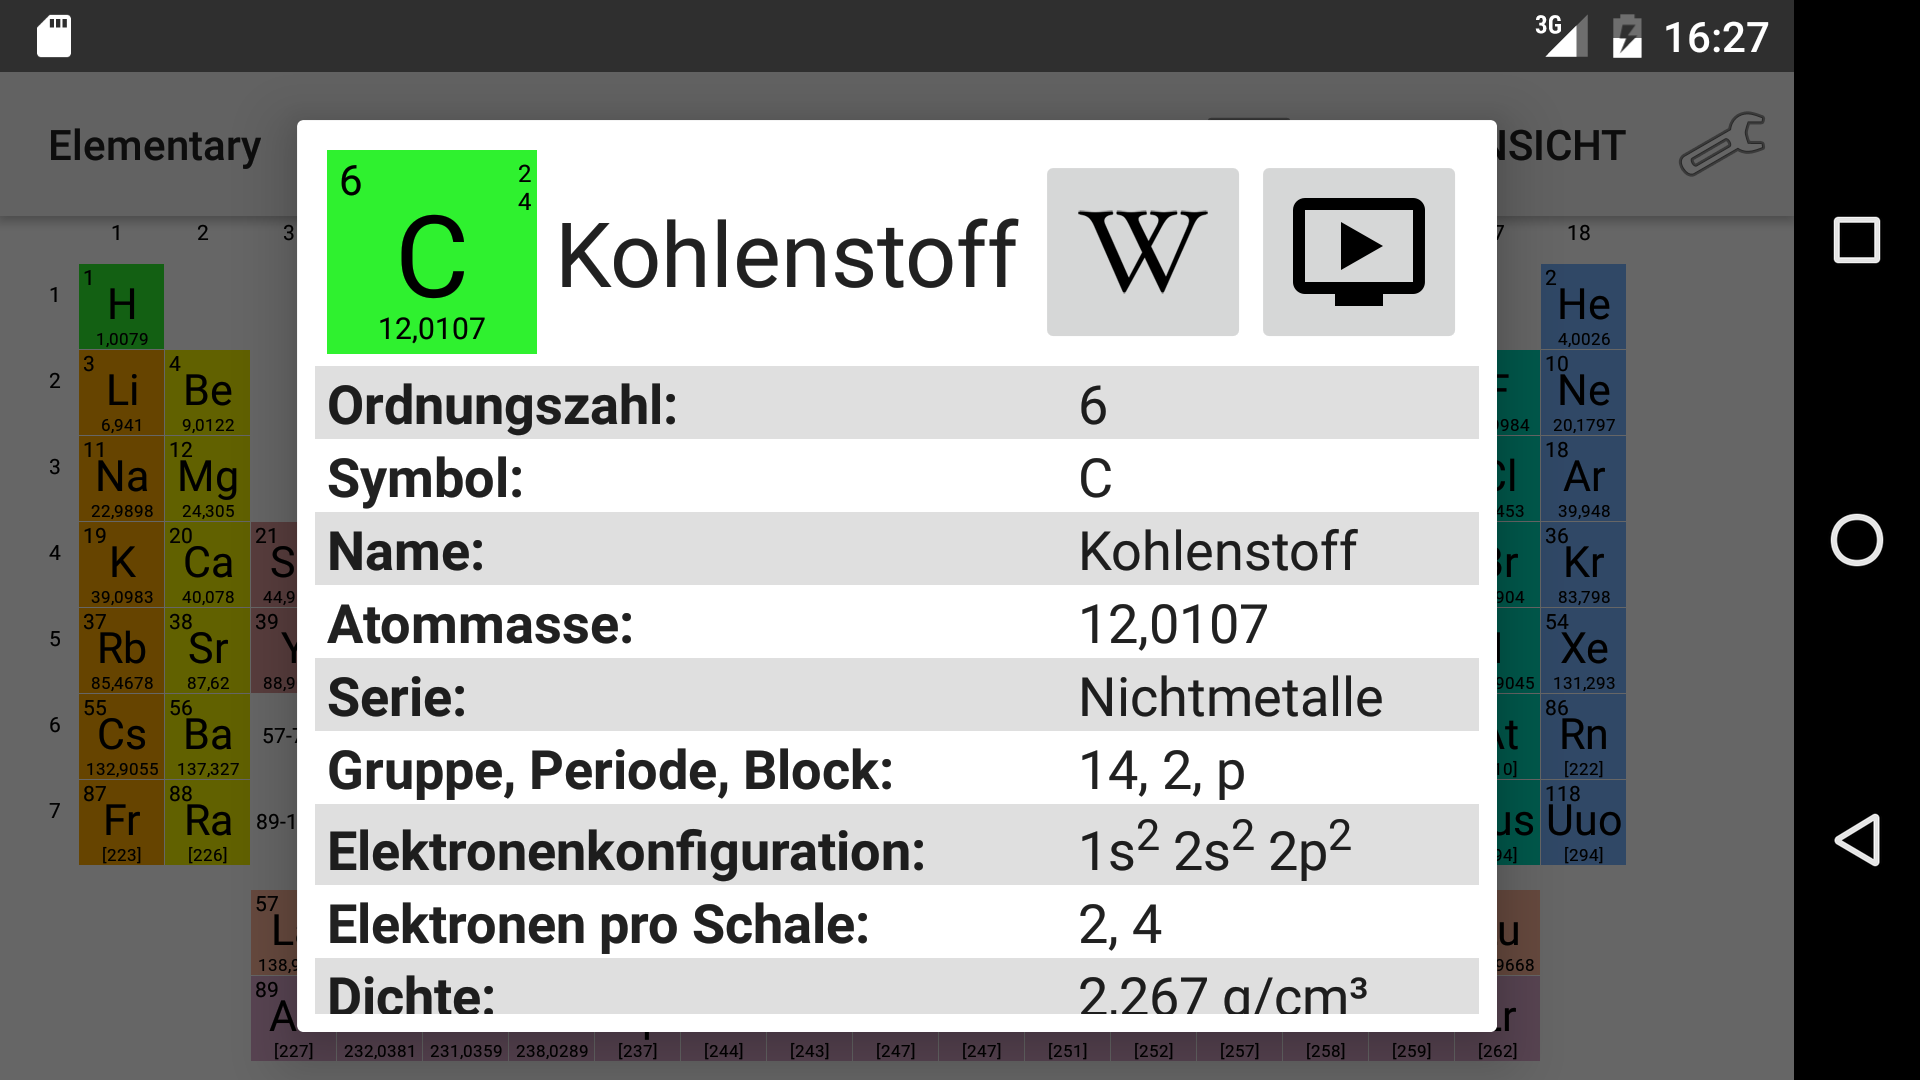 3G 16:27
Elementary NSICHT
6 2
4
C
12,0107
Kohlenstoff
W
Ordnungszahl: 6
Symbol: C
Name: Kohlenstoff
Atommasse: 12,0107
Serie: Nichtmetalle
Gruppe, Periode, Block: 14, 2, p
Elektronenkonfiguration: 1s² 2s² 2p²
Elektronen pro Schale: 2, 4
Dichte: 2,267 g/cm³
1 2 3 7 18
1
1 2
H He
1,0079 4,0026
2
3 4 10
Li Be F Ne
6,941 9,0122 9984 20,1797
3
11 12 18
Na Mg Cl Ar
22,9898 24,305 453 39,948
4
19 20 21 36
K Ca S Br Kr
39,0983 40,078 44,9 904 83,798
5
37 38 39 54
Rb Sr Y I Xe
85,4678 87,62 88,9 9045 131,293
6
55 56 86
Cs Ba 57-7 At Rn
132,9055 137,327 10] [222]
7
87 88 118
Fr Ra 89-1 us Uuo
[223] [226] 94] [294]
57
L u
138,9 9668
89
A Lr
[227] 232,0381 231,0359 238,0289 [237] [244] [243] [247] [247] [251] [252] [257] [258] [259] [262]